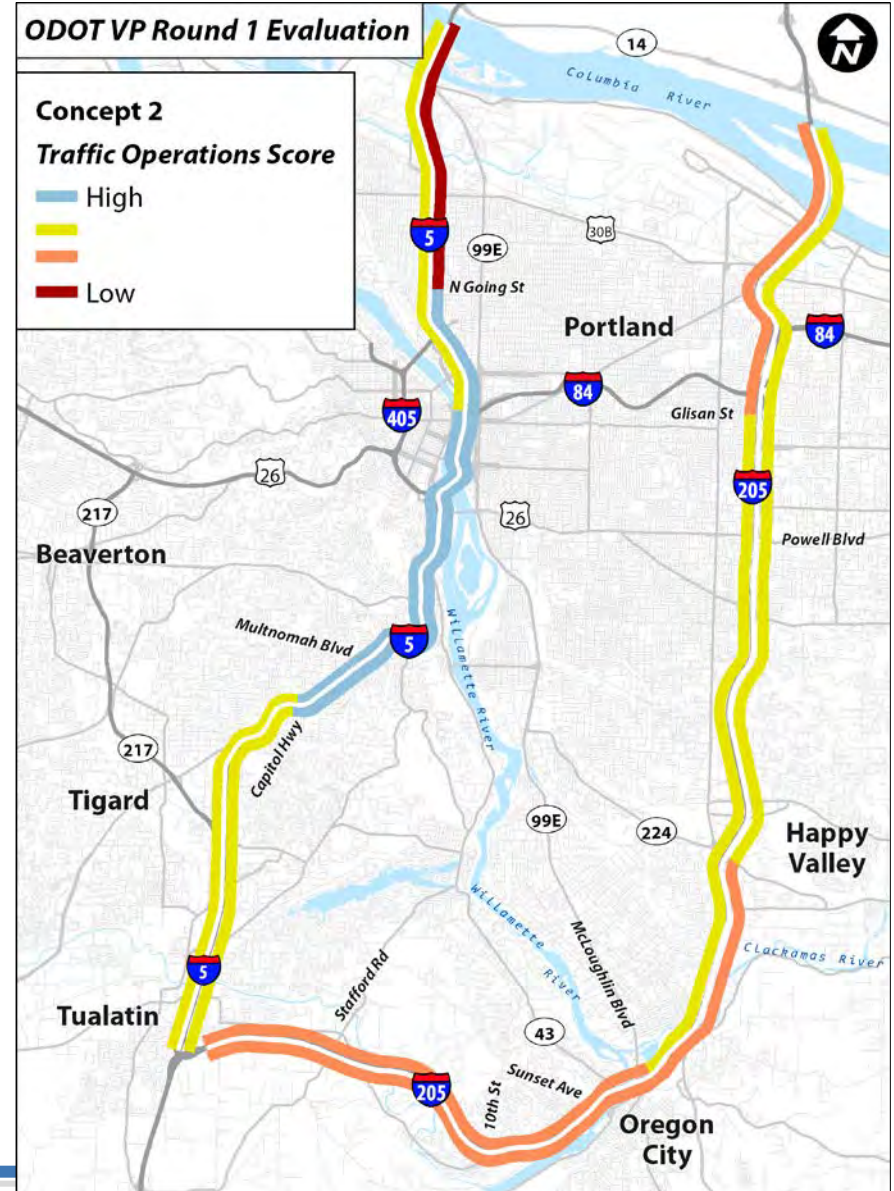 ODOT VP Round 1 Evaluation
N
Concept 2
Traffic Operations Score
High
Low
14
Columbia River
5
99E
30B
N Going St
Portland
84
84
405
Glisan St
26
217
26
205
Powell Blvd
Beaverton
Multnomah Blvd
5
Willamette River
Capitol Hwy
217
Tigard
99E
224
Happy
Valley
Willamette
River
McLoughlin Blvd
Clackamas River
Stafford Rd
5
Tualatin
43
Sunset Ave
10th St
205
Oregon
City